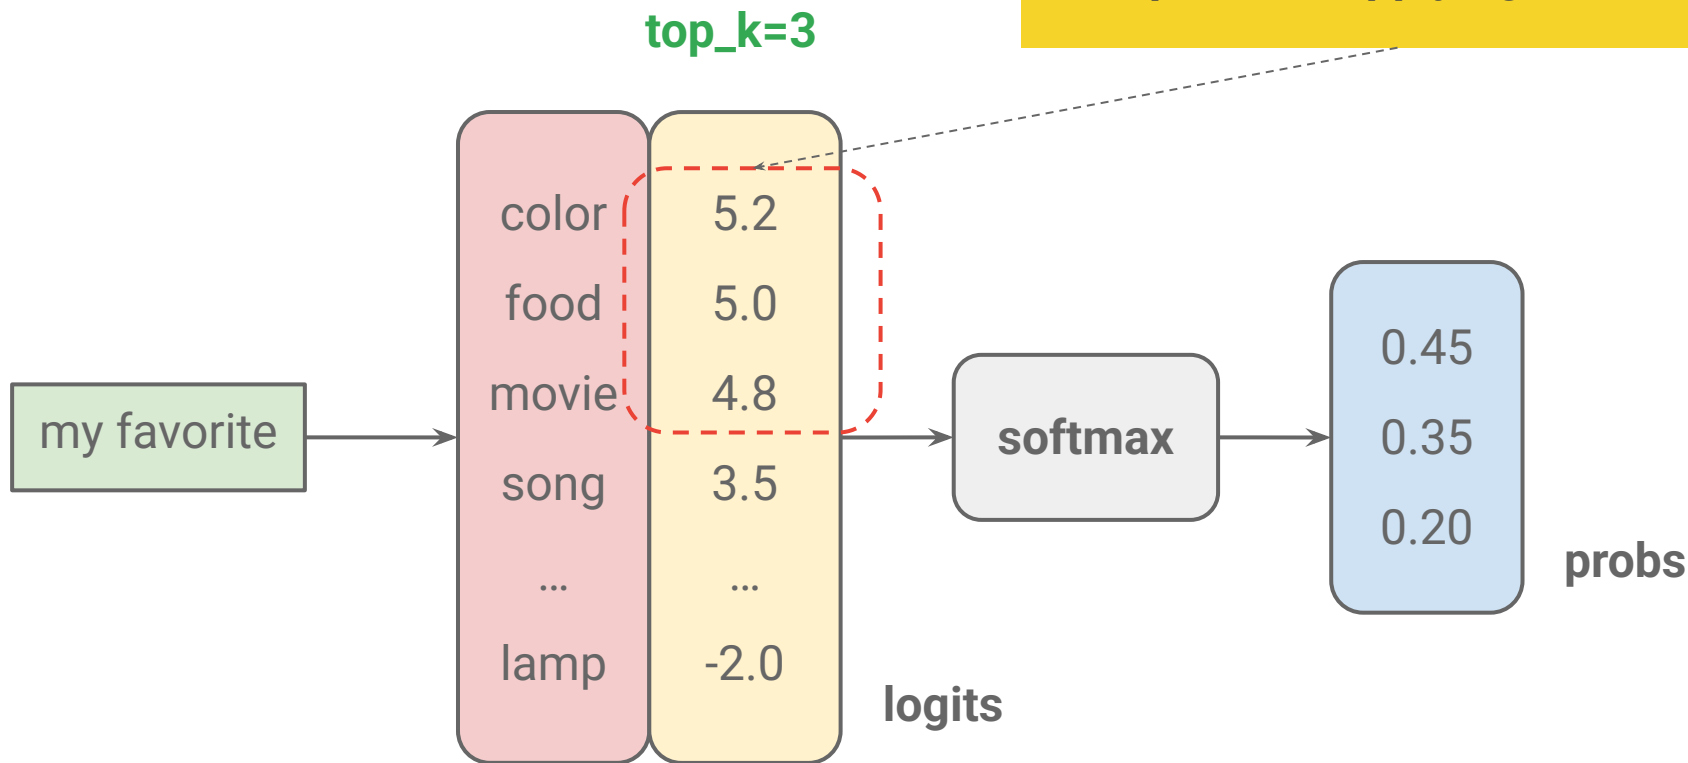 top_k=3
color 5.2
food 5.0
movie 4.8
song 3.5
... ...
lamp -2.0
my favorite
logits
softmax
0.45
0.35
0.20
probs